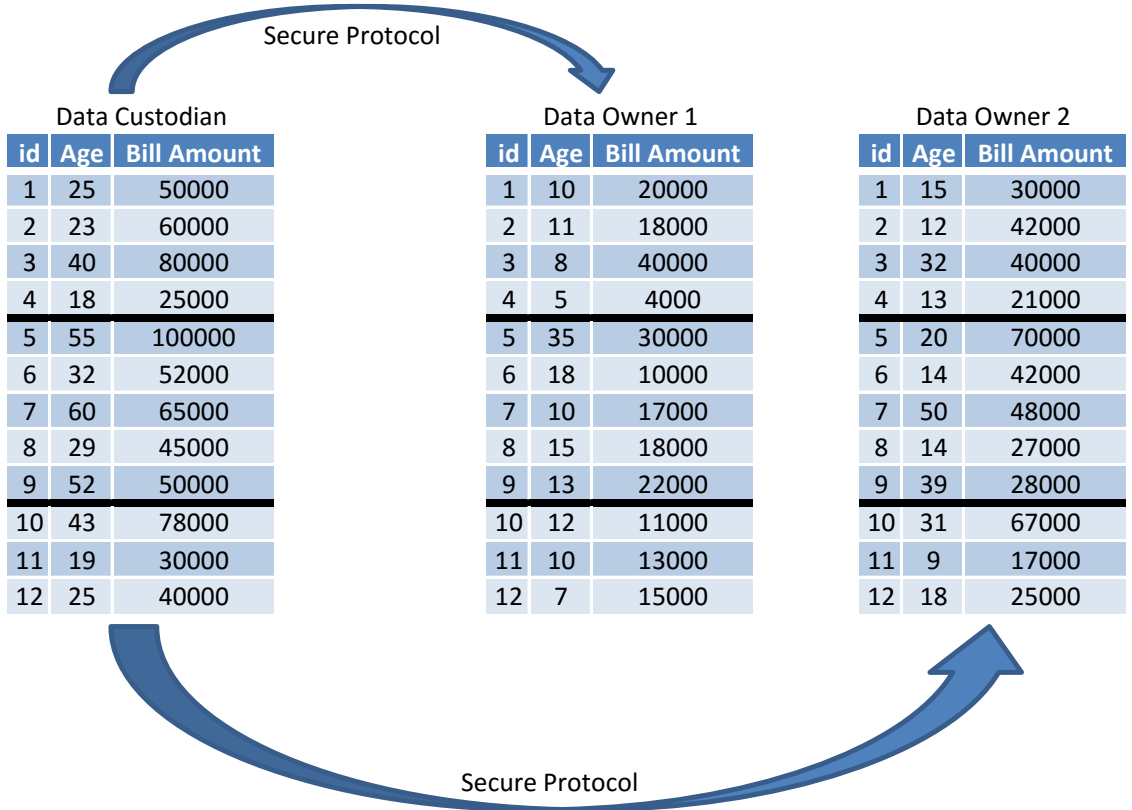 Secure Protocol
Data Custodian Data Owner 1 Data Owner 2
id Age Bill Amount id Age Bill Amount id Age Bill Amount
1 25 50000 1 10 20000 1 15 30000
2 23 60000 2 11 18000 2 12 42000
3 40 80000 3 8 40000 3 32 40000
4 18 25000 4 5 4000 4 13 21000
5 55 100000 5 35 30000 5 20 70000
6 32 52000 6 18 10000 6 14 42000
7 60 65000 7 10 17000 7 50 48000
8 29 45000 8 15 18000 8 14 27000
9 52 50000 9 13 22000 9 39 28000
10 43 78000 10 12 11000 10 31 67000
11 19 30000 11 10 13000 11 9 17000
12 25 40000 12 7 15000 12 18 25000
Secure Protocol